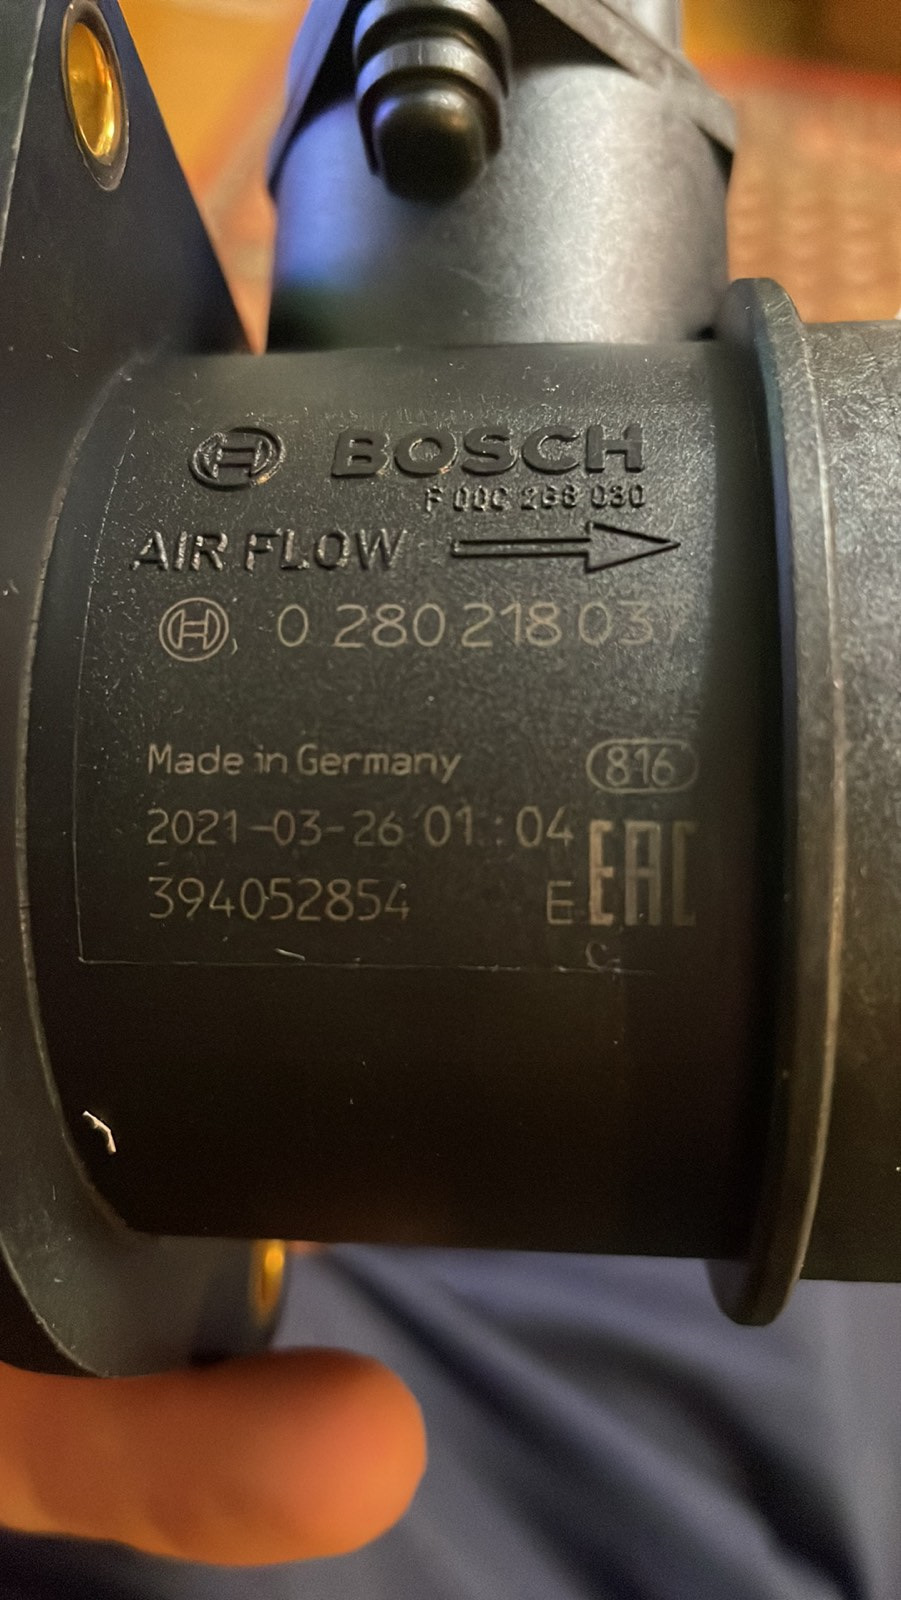 BOSCH
F 00C 2G8 030
AIR FLOW
0 280 218 037
Made in Germany
816
2021-03-26 01:04
394052854
E
EAC
C